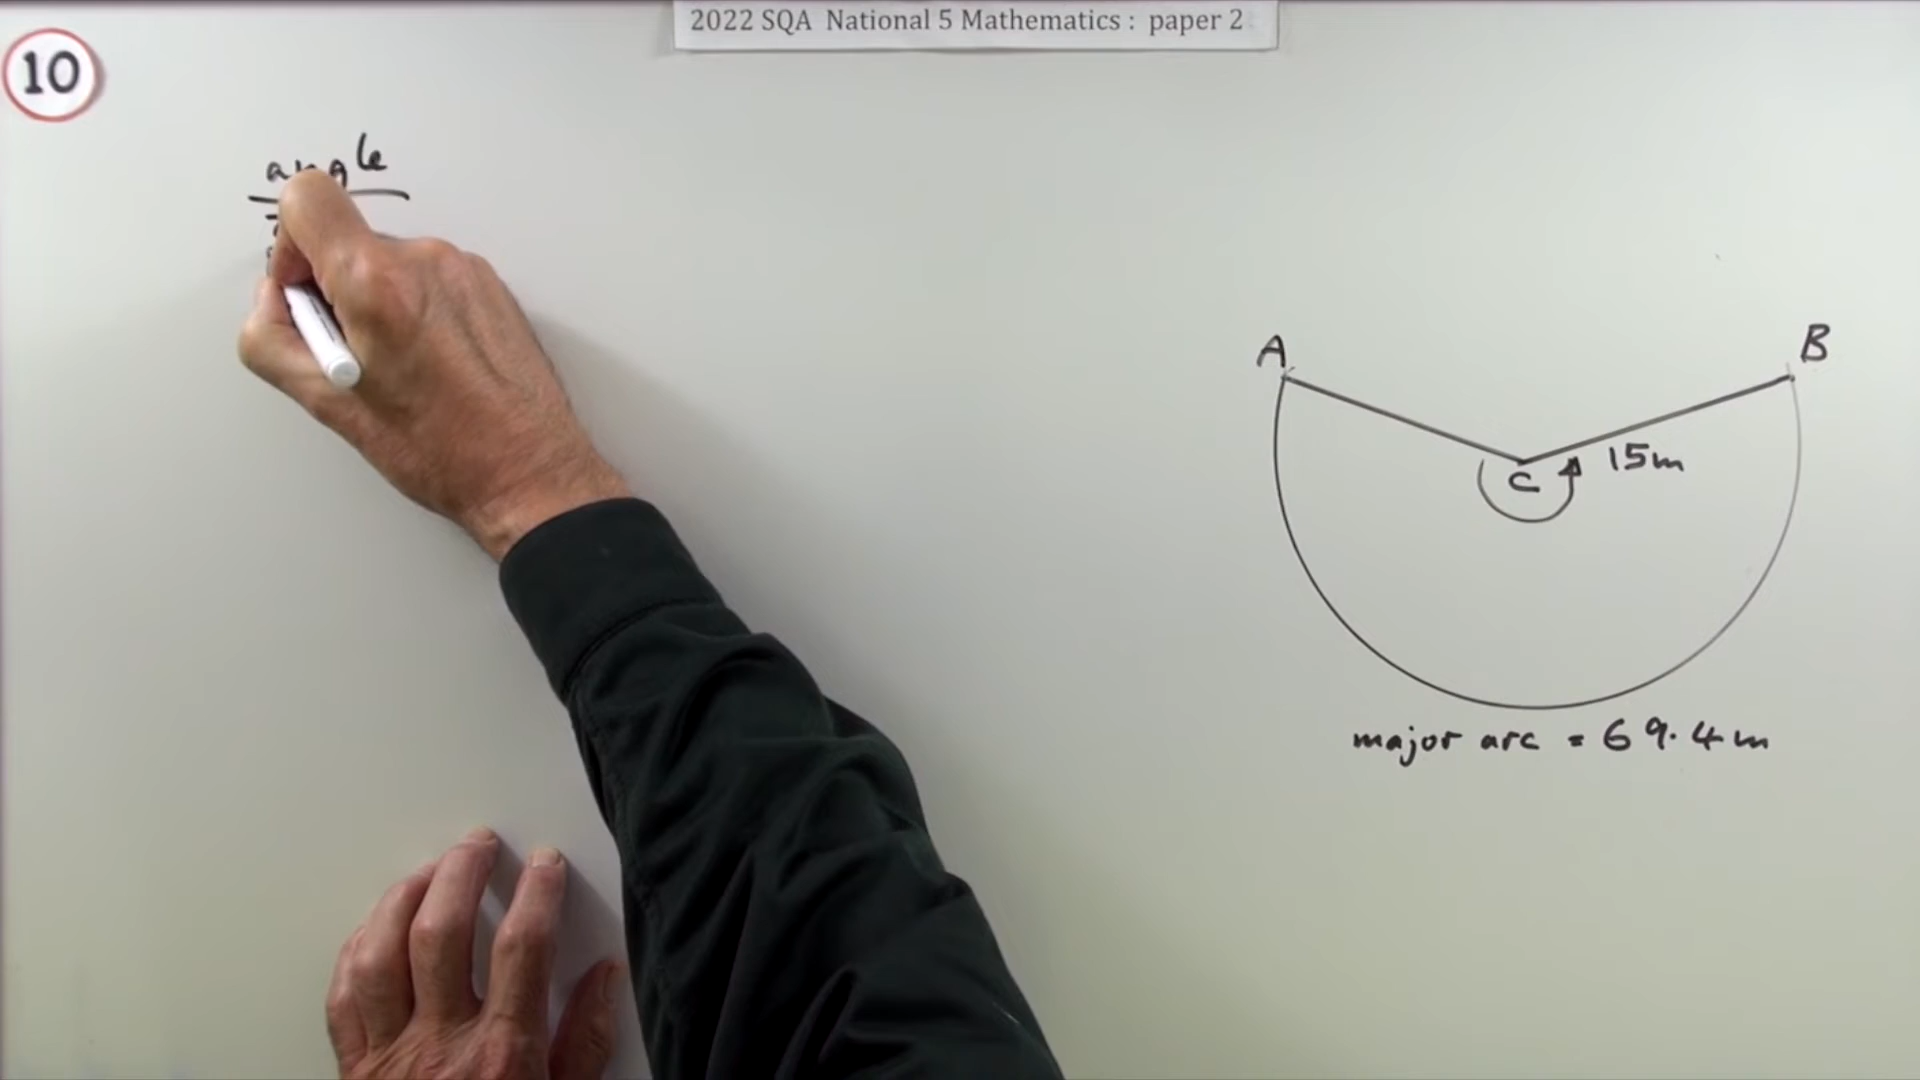 2022 SQA National 5 Mathematics : paper 2
10
angle
A
B
15m
C
major arc = 69.4m